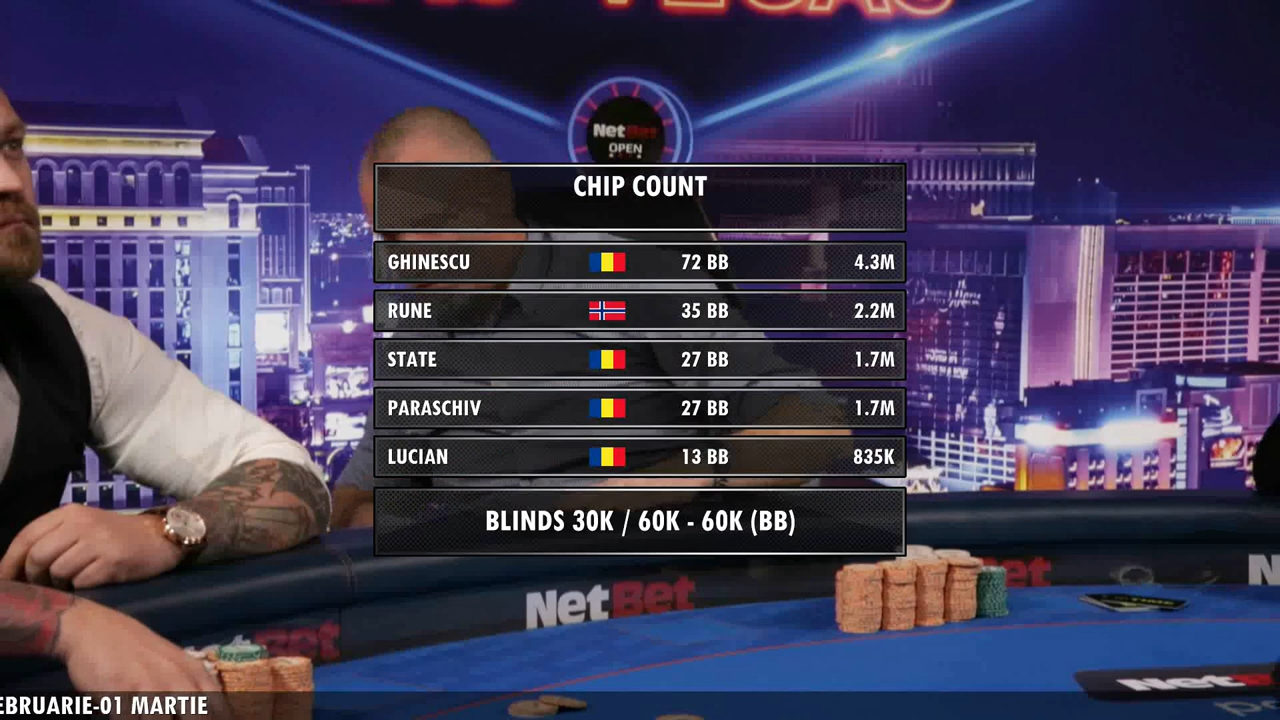 VEGAS
NetBet
OPEN
CHIP COUNT
GHINESCU 72 BB 4.3M
RUNE 35 BB 2.2M
STATE 27 BB 1.7M
PARASCHIV 27 BB 1.7M
LUCIAN 13 BB 835K
BLINDS 30K / 60K - 60K (BB)
NetBet
EBRUARIE-01 MARTIE